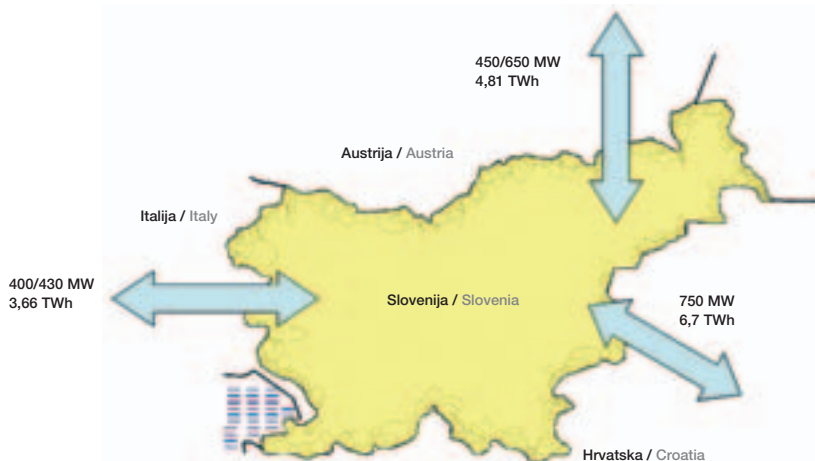 450/650 MW
4,81 TWh
Austrija / Austria
Italija / Italy
400/430 MW
3,66 TWh
Slovenija / Slovenia
750 MW
6,7 TWh
Hrvatska / Croatia